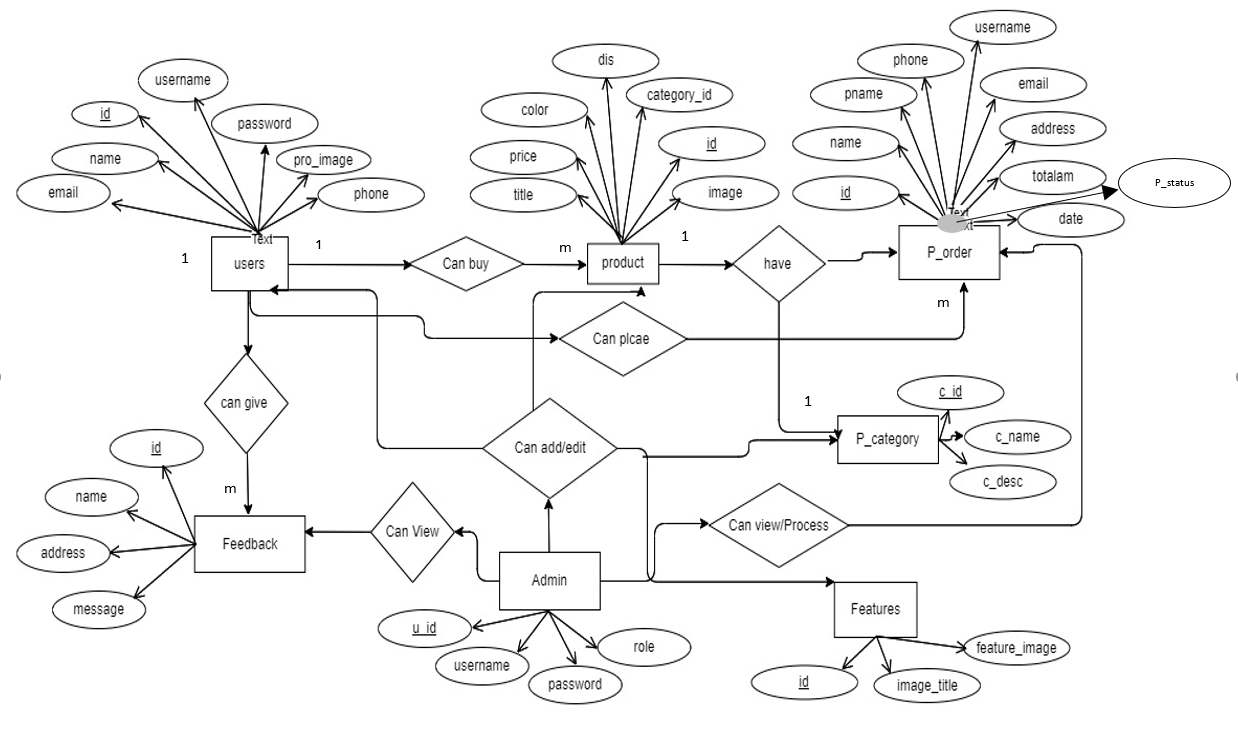 username
dis
username
phone
email
pname
category_id
color
id
password
address
name
id
name
pro_image
price
totalam
P_status
email
phone
title
image
id
date
Text
Text
xt
1
1
m
1
users
Can buy
product
have
P_order
m
Can plcae
can give
1
c_id
P_category
c_name
c_desc
Can add/edit
id
m
name
Feedback
Can View
Can view/Process
address
Admin
message
Features
u_id
username
password
role
feature_image
id
image_title